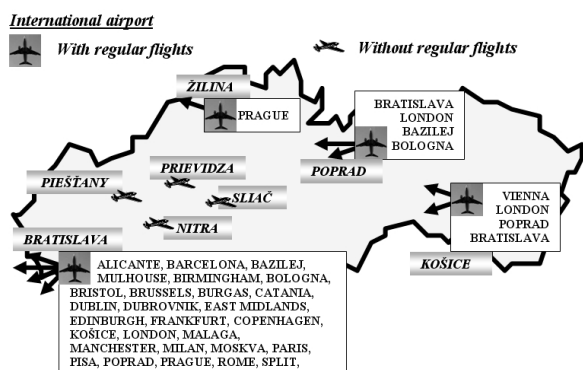 International airport
With regular flights
Without regular flights
ŽILINA
PRAGUE
BRATISLAVA
LONDON
BAZILEJ
BOLOGNA
POPRAD
PRIEVIDZA
PIEŠŤANY
SLIAČ
NITRA
VIENNA
LONDON
POPRAD
BRATISLAVA
KOŠICE
BRATISLAVA
ALICANTE, BARCELONA, BAZILEJ,
MULHOUSE, BIRMINGHAM, BOLOGNA,
BRISTOL, BRUSSELS, BURGAS, CATANIA,
DUBLIN, DUBROVNIK, EAST MIDLANDS,
EDINBURGH, FRANKFURT, COPENHAGEN,
KOŠICE, LONDON, MALAGA,
MANCHESTER, MILAN, MOSKVA, PARIS,
PISA, POPRAD, PRAGUE, ROME, SPLIT,